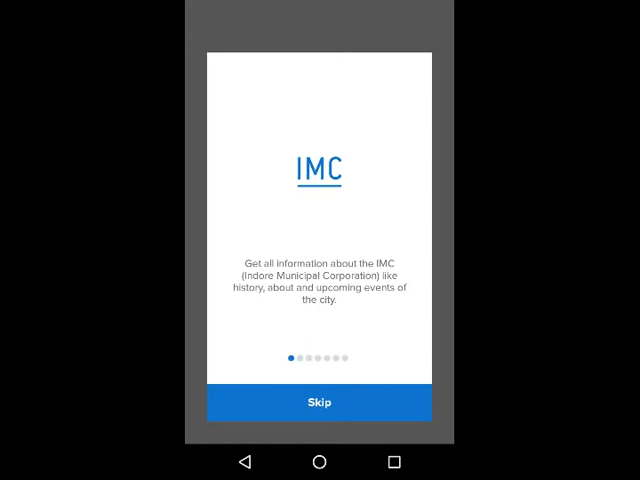 IMC
Get all information about the IMC
(Indore Municipal Corporation) like
history, about and upcoming events of
the city.
Skip